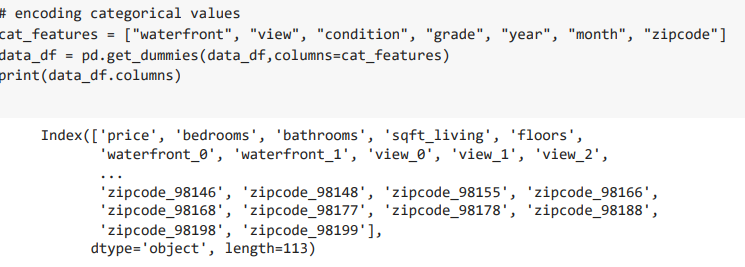 # encoding categorical values
cat_features = ["waterfront", "view", "condition", "grade", "year", "month", "zipcode"]
data_df = pd.get_dummies(data_df,columns=cat_features)
print(data_df.columns)
Index(['price', 'bedrooms', 'bathrooms', 'sqft_living', 'floors',
'waterfront_0', 'waterfront_1', 'view_0', 'view_1', 'view_2',
...
'zipcode_98146', 'zipcode_98148', 'zipcode_98155', 'zipcode_98166',
'zipcode_98168', 'zipcode_98177', 'zipcode_98178', 'zipcode_98188',
'zipcode_98198', 'zipcode_98199'],
dtype='object', length=113)